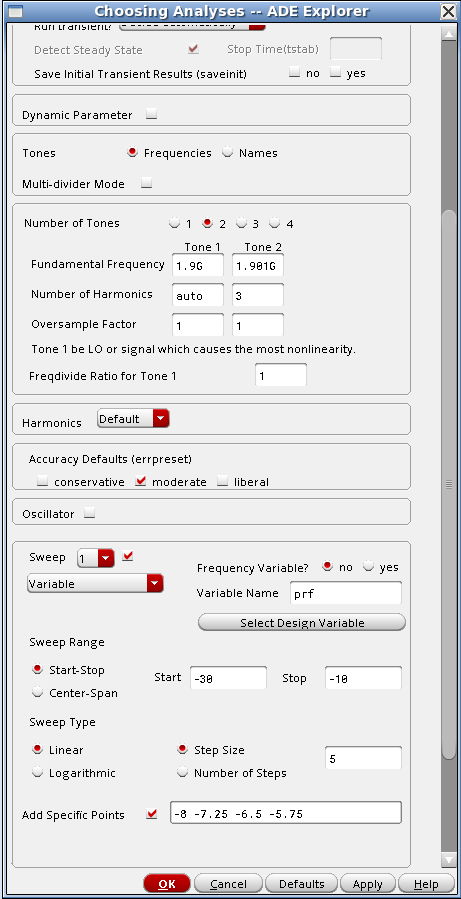 Choosing Analyses -- ADE Explorer
Run transient?
Detect Steady State Stop Time(tstab)
Save Initial Transient Results (saveinit) no yes
Dynamic Parameter
Tones Frequencies Names
Multi-divider Mode
Number of Tones 1 2 3 4
Tone 1 Tone 2
Fundamental Frequency 1.9G 1.901G
Number of Harmonics auto 3
Oversample Factor 1 1
Tone 1 be LO or signal which causes the most nonlinearity.
Freqdivide Ratio for Tone 1 1
Harmonics Default
Accuracy Defaults (errpreset)
conservative moderate liberal
Oscillator
Sweep 1 Frequency Variable? no yes
Variable Variable Name prf
Select Design Variable
Sweep Range
Start-Stop Start -30 Stop -10
Center-Span
Sweep Type
Linear Step Size 5
Logarithmic Number of Steps
Add Specific Points -8 -7.25 -6.5 -5.75
OK Cancel Defaults Apply Help